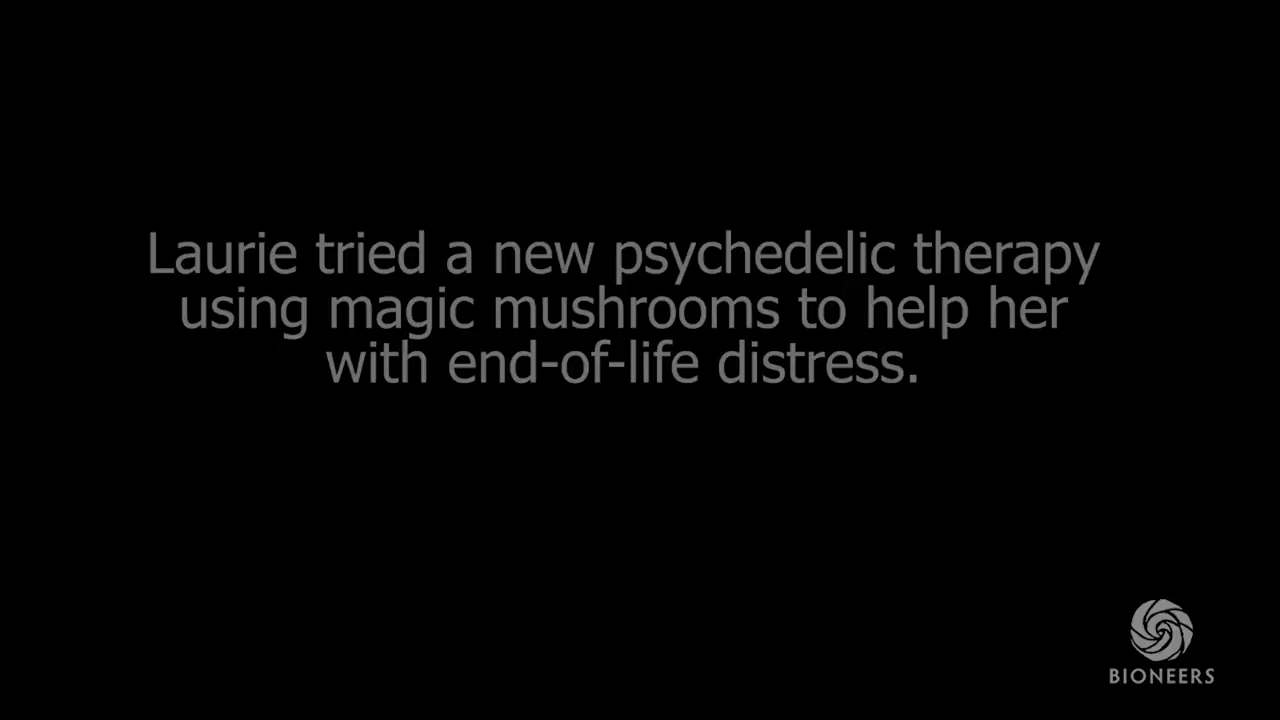 Laurie tried a new psychedelic therapy
using magic mushrooms to help her
with end-of-life distress.
BIONEERS